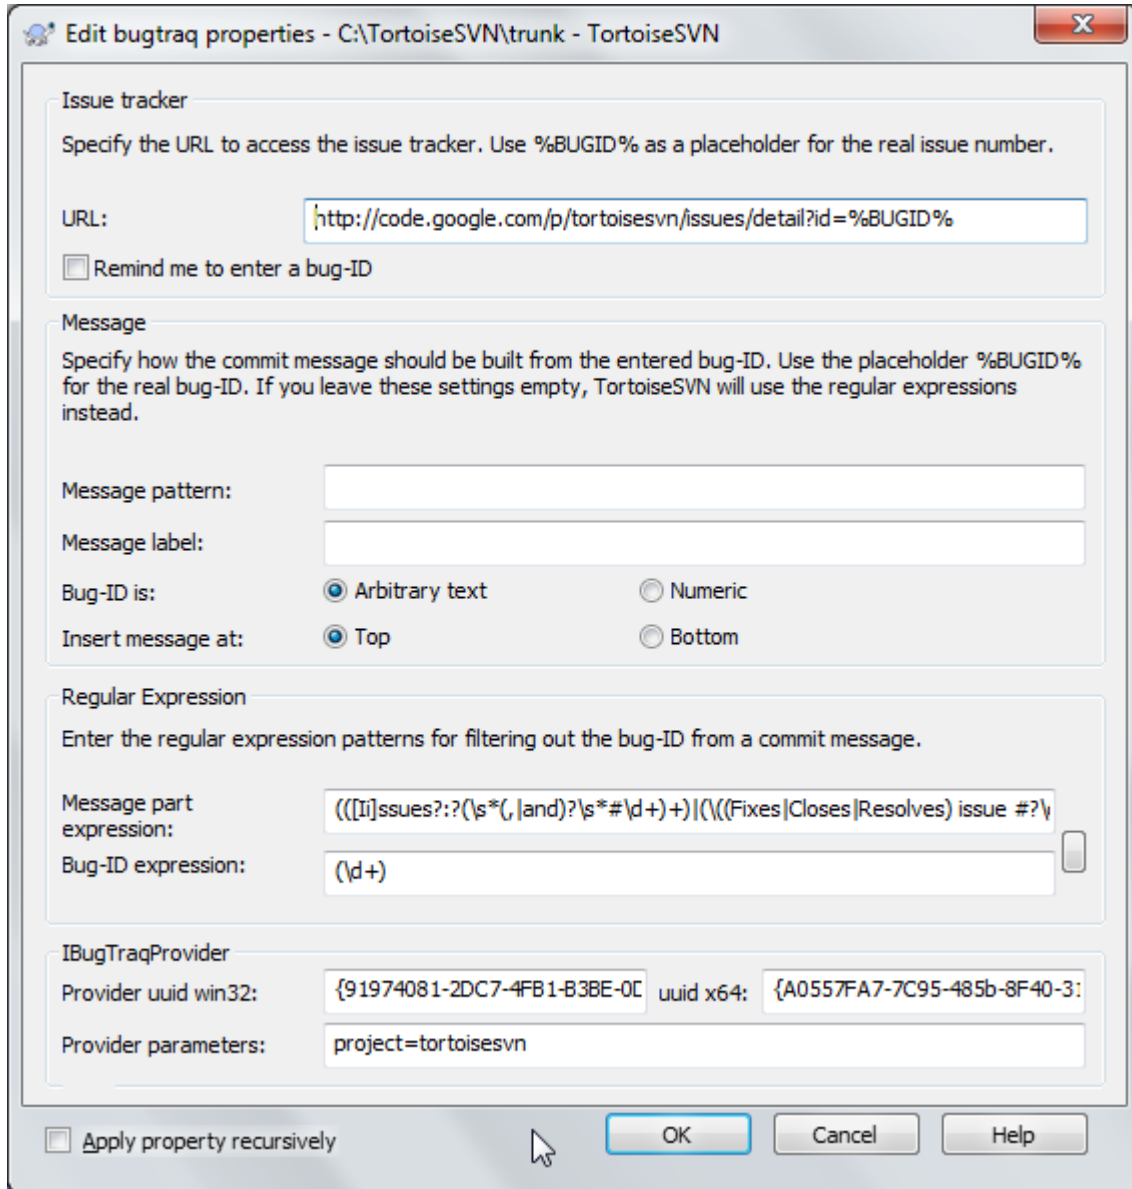 Edit bugtraq properties - C:\TortoiseSVN\trunk - TortoiseSVN
Issue tracker
Specify the URL to access the issue tracker. Use %BUGID% as a placeholder for the real issue number.
URL: http://code.google.com/p/tortoisesvn/issues/detail?id=%BUGID%
Remind me to enter a bug-ID
Message
Specify how the commit message should be built from the entered bug-ID. Use the placeholder %BUGID%
for the real bug-ID. If you leave these settings empty, TortoiseSVN will use the regular expressions
instead.
Message pattern:
Message label:
Bug-ID is: Arbitrary text Numeric
Insert message at: Top Bottom
Regular Expression
Enter the regular expression patterns for filtering out the bug-ID from a commit message.
Message part
expression: (([Ii]ssues?:?(\s*(,|and)?\s*#\d+)+)|(\((Fixes|Closes|Resolves) issue #?\
Bug-ID expression: (\d+)
IBugTraqProvider
Provider uuid win32: {91974081-2DC7-4FB1-B3BE-0D uuid x64: {A0557FA7-7C95-485b-8F40-31
Provider parameters: project=tortoisesvn
Apply property recursively OK Cancel Help